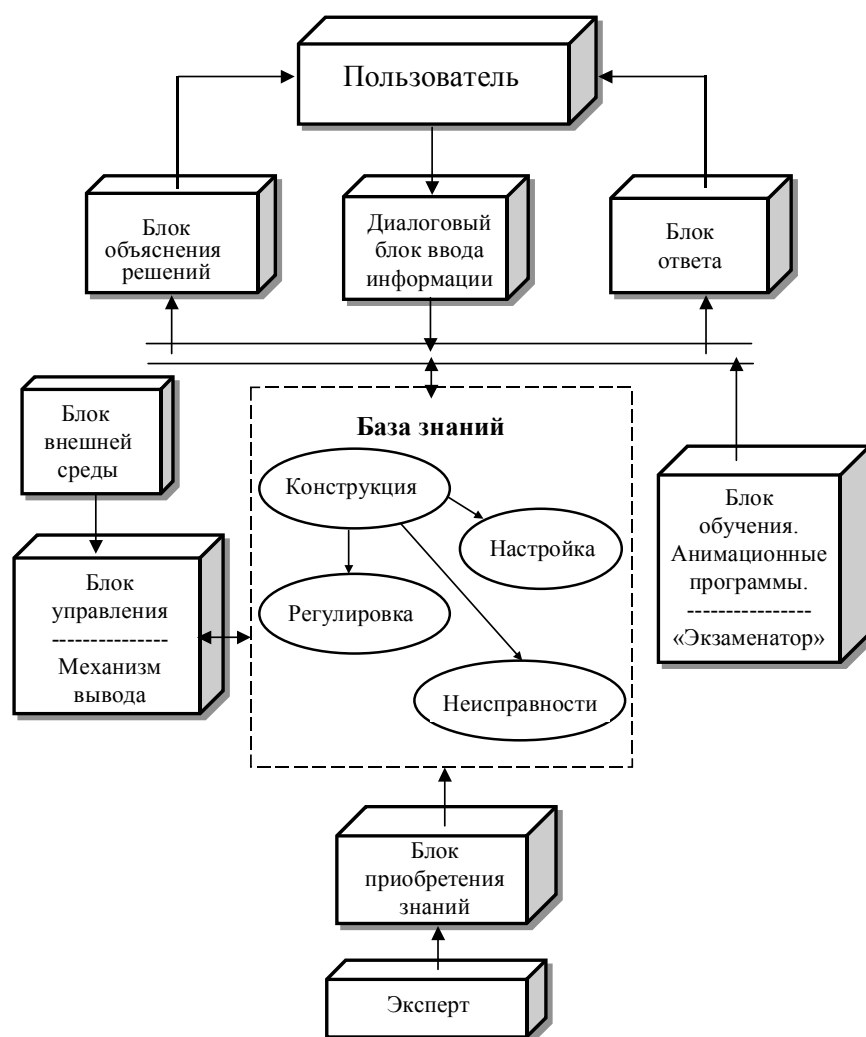 Пользователь
Блок
объяснения
решений
Диалоговый
блок ввода
информации
Блок
ответа
Блок
внешней
среды
База знаний
Конструкция
Настройка
Регулировка
Неисправности
Блок
управления
---------------
Механизм
вывода
Блок
обучения.
Анимационные
программы.
----------------
«Экзаменатор»
Блок
приобретения
знаний
Эксперт